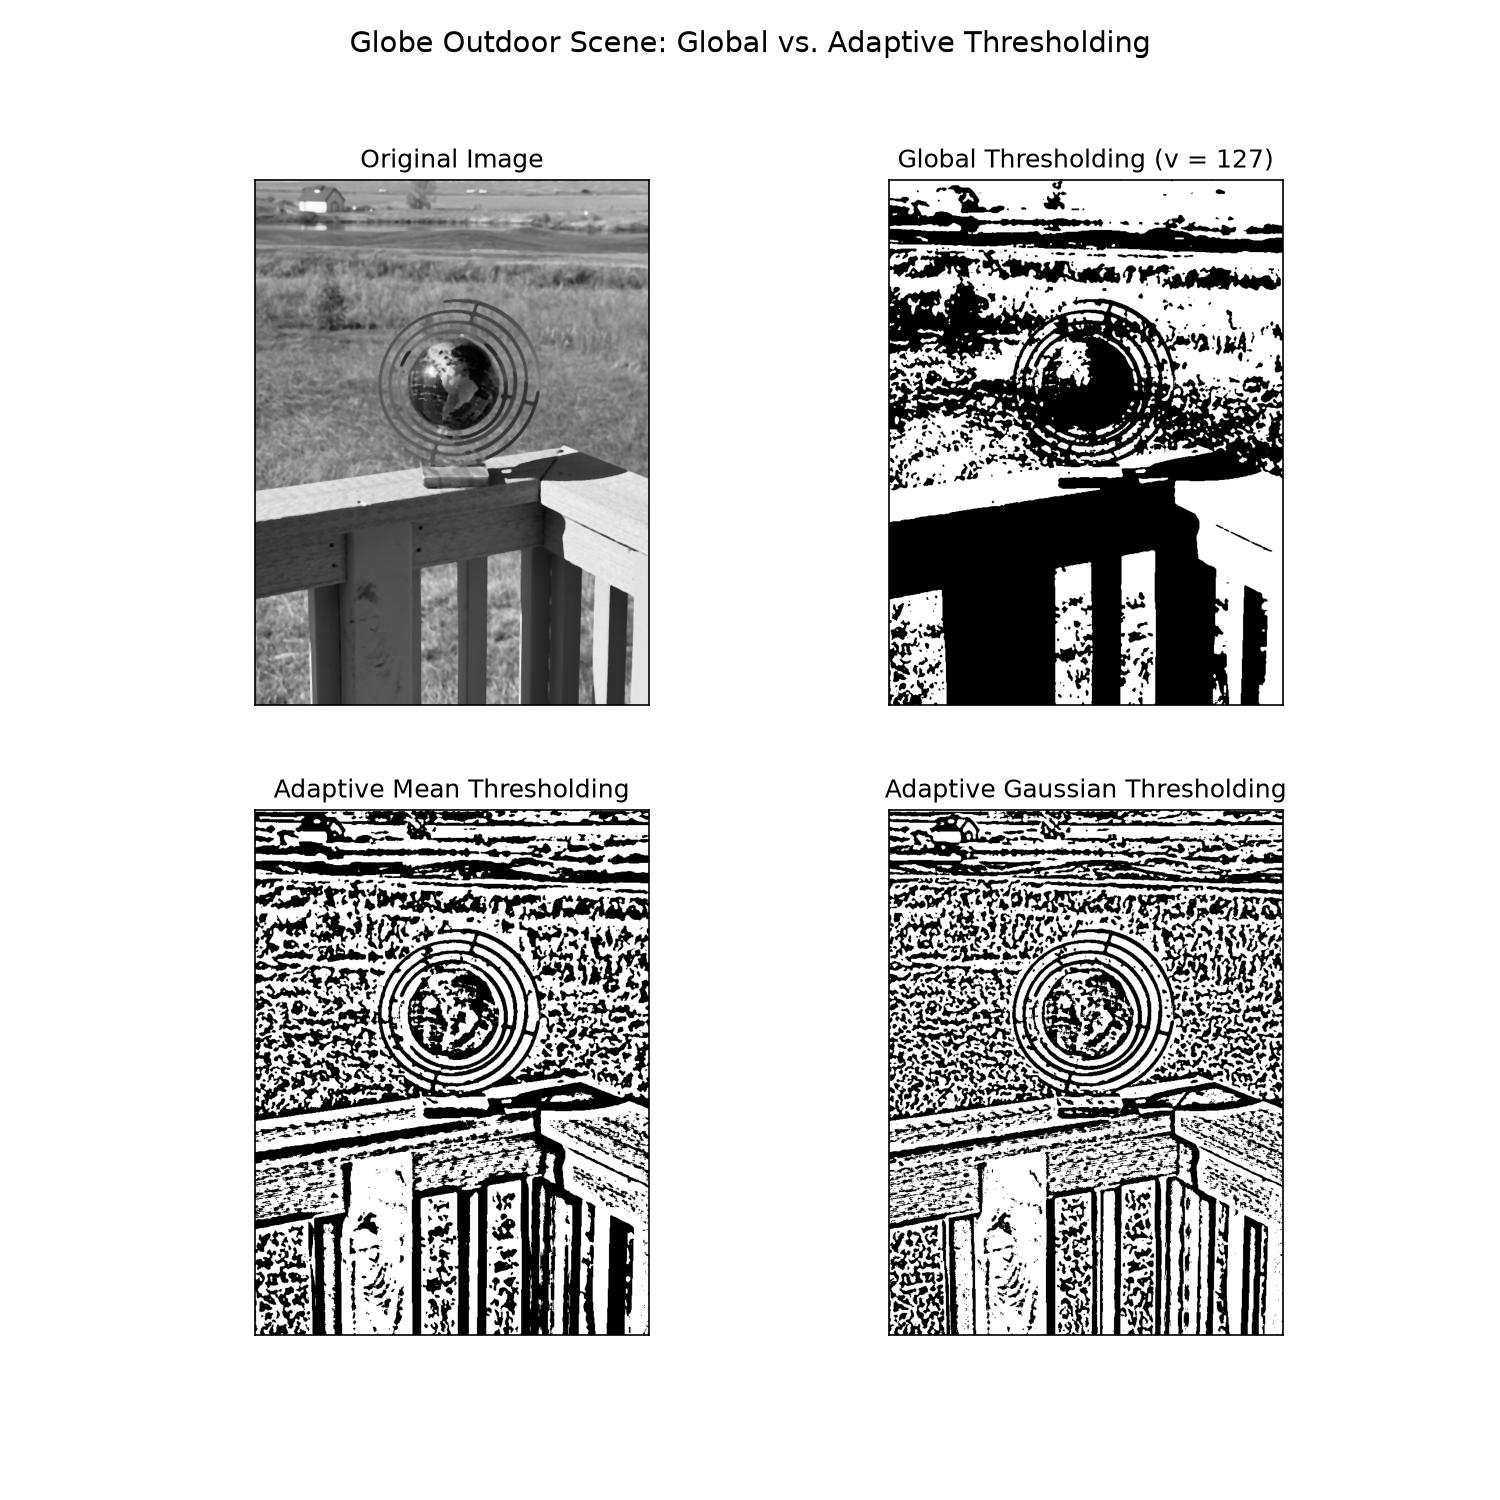 Globe Outdoor Scene: Global vs. Adaptive Thresholding
Original Image
Global Thresholding (v = 127)
Adaptive Mean Thresholding
Adaptive Gaussian Thresholding